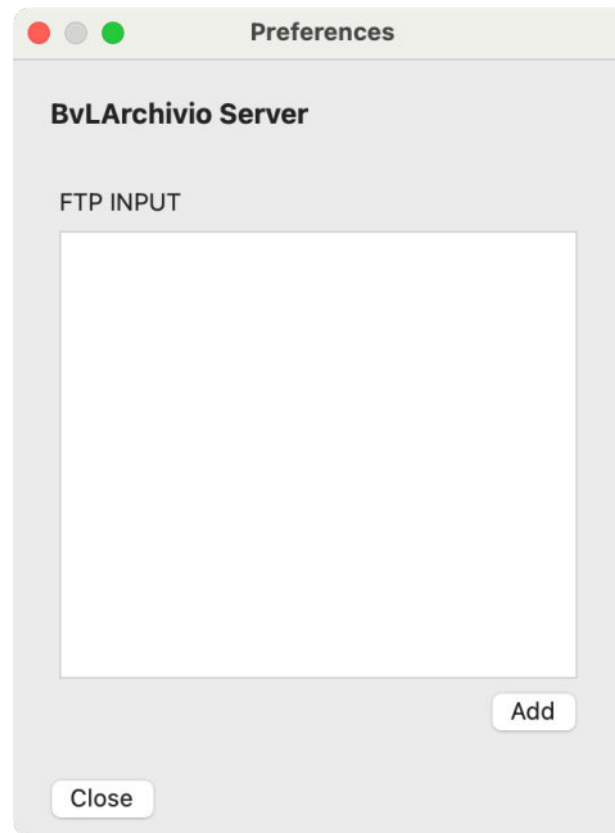 Preferences
BvLArchivio Server
FTP INPUT
Add
Close